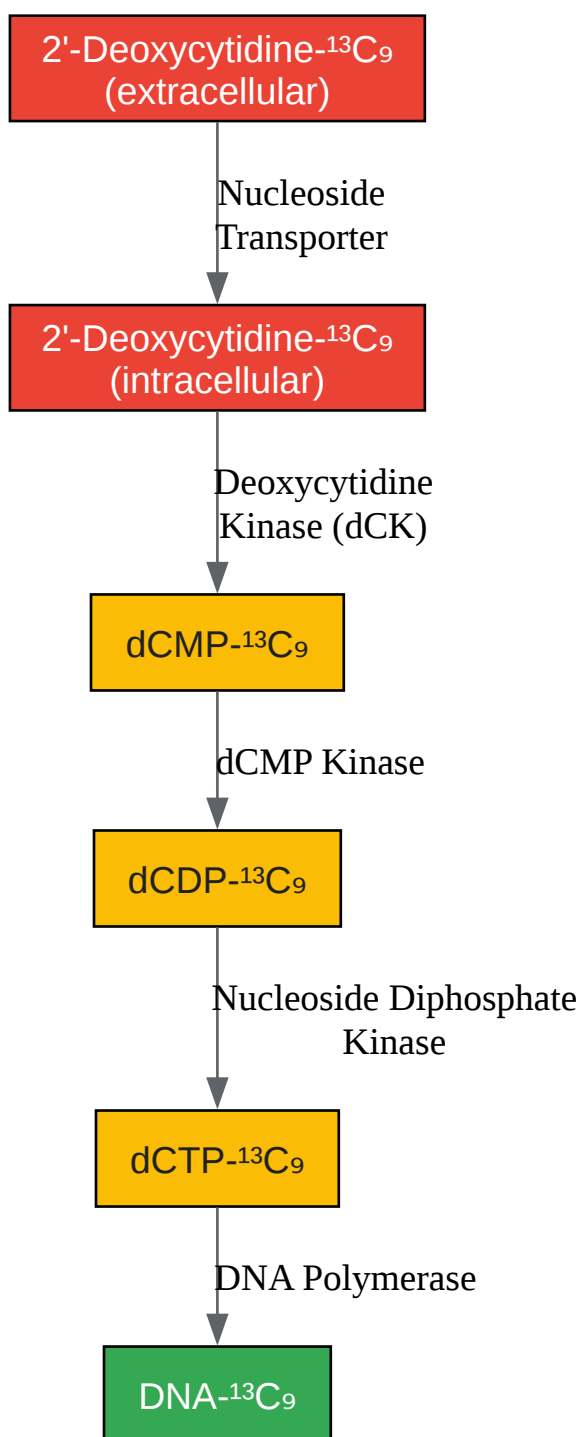 2'-Deoxycytidine-¹³C₉
(extracellular)
Nucleoside
Transporter
2'-Deoxycytidine-¹³C₉
(intracellular)
Deoxycytidine
Kinase (dCK)
dCMP-¹³C₉
dCMP Kinase
dCDP-¹³C₉
Nucleoside Diphosphate
Kinase
dCTP-¹³C₉
DNA Polymerase
DNA-¹³C₉